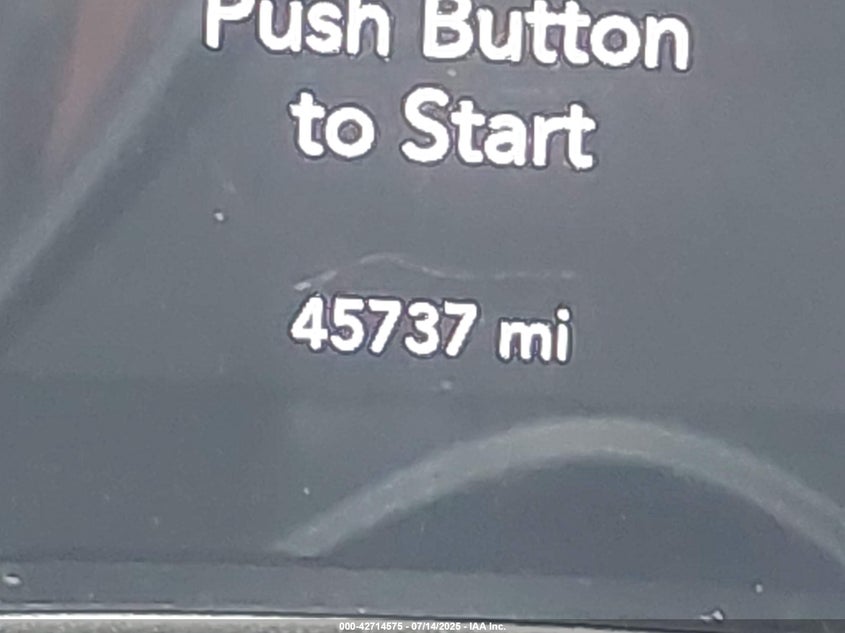 Push Button
to Start
45737 mi
000-42714575 - 07/14/2025 - IAA Inc.